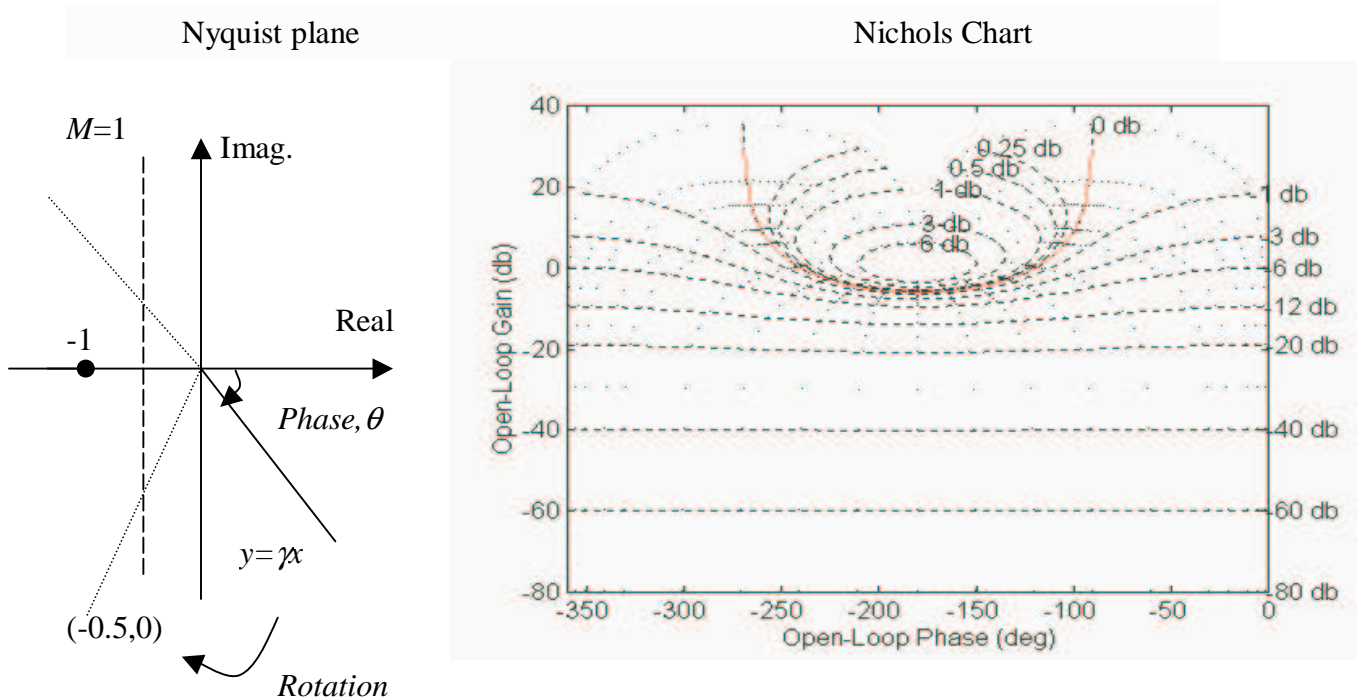 Nyquist plane
Nichols Chart
M=1
Imag.
Real
-1
Phase, θ
y=γx
(-0.5,0)
Rotation
40
20
0
-20
-40
-60
-80
Open-Loop Gain (db)
0 db
0.25 db
0.5 db
1 db
3 db
6 db
-1 db
-3 db
-6 db
-12 db
-20 db
-40 db
-60 db
-80 db
-350 -300 -250 -200 -150 -100 -50 0
Open-Loop Phase (deg)